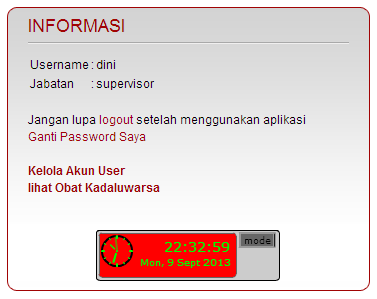 INFORMASI
Username : dini
Jabatan : supervisor
Jangan lupa logout setelah menggunakan aplikasi
Ganti Password Saya
Kelola Akun User
lihat Obat Kadaluwarsa
22:32:59 mode
Mon, 9 Sept 2013